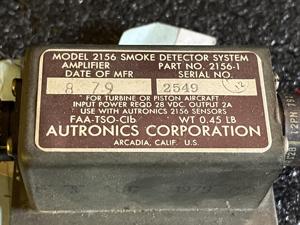 MODEL 2156 SMOKE DETECTOR SYSTEM
AMPLIFIER PART NO. 2156-1
DATE OF MFR SERIAL NO.
8 79 2549
FOR TURBINE OR PISTON AIRCRAFT
INPUT POWER REQD 28 VDC. OUTPUT 2A
USE WITH AUTRONICS 2156 SENSORS
FAA-TSO-CIb WT 0.45 LB
AUTRONICS CORPORATION
ARCADIA, CALIF. U.S.